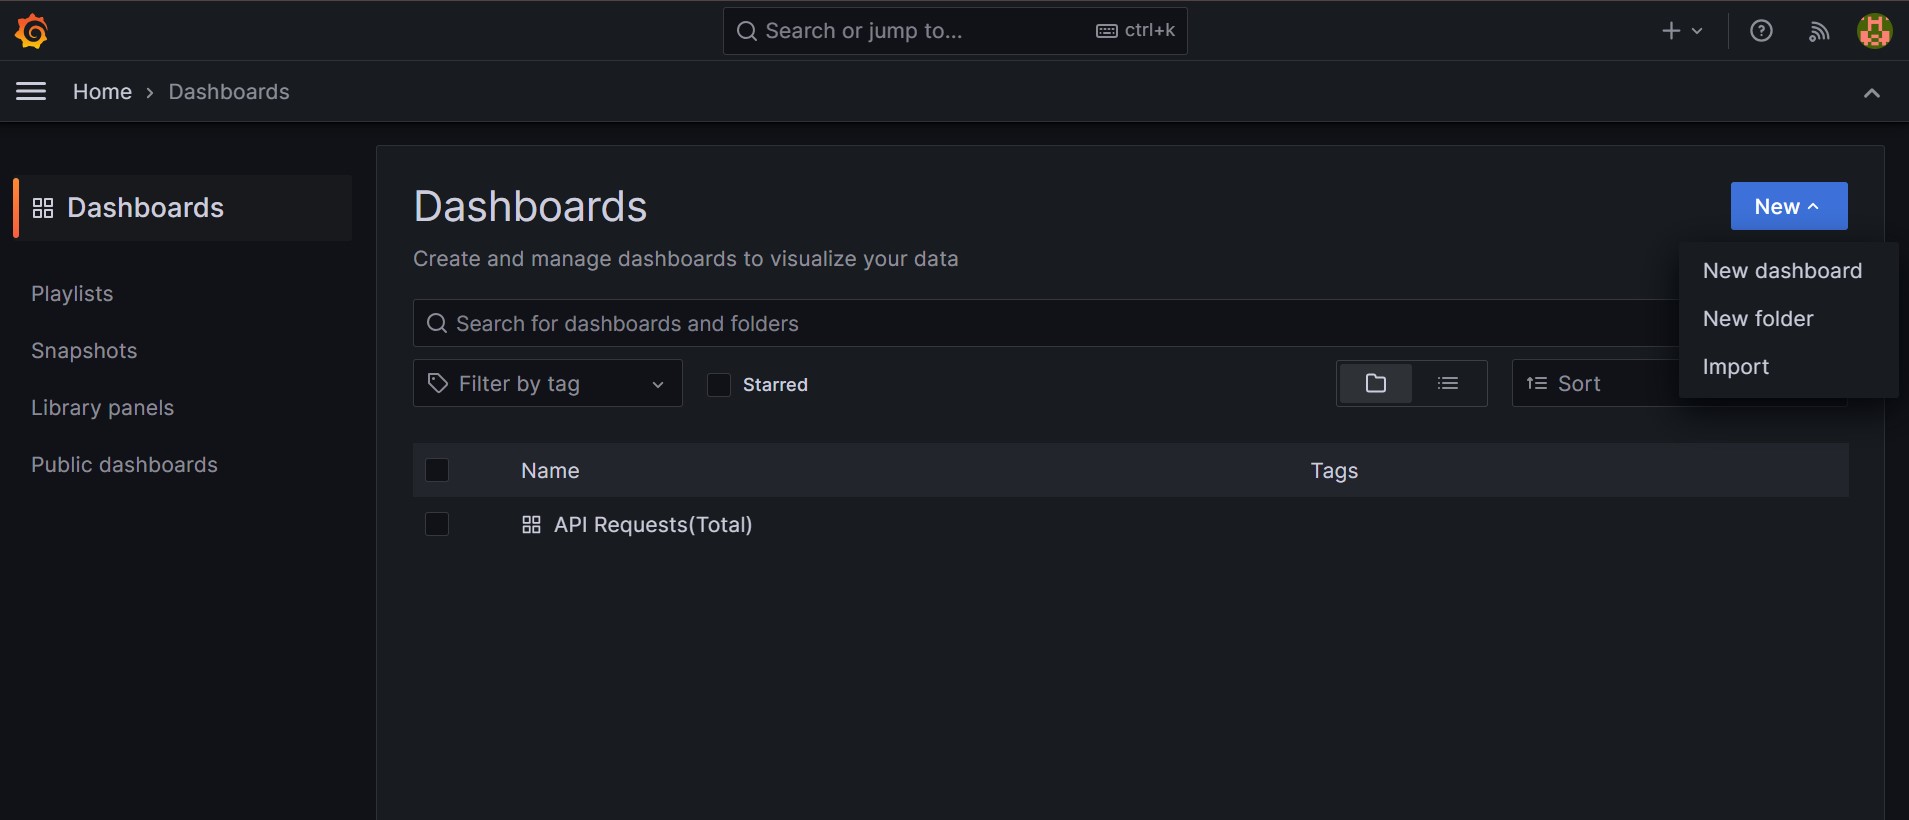 Search or jump to...
ctrl+k
Home › Dashboards
Dashboards
Playlists
Snapshots
Library panels
Public dashboards
Dashboards
New
Create and manage dashboards to visualize your data
New dashboard
New folder
Import
Search for dashboards and folders
Filter by tag
Starred
Sort
Name
Tags
API Requests(Total)